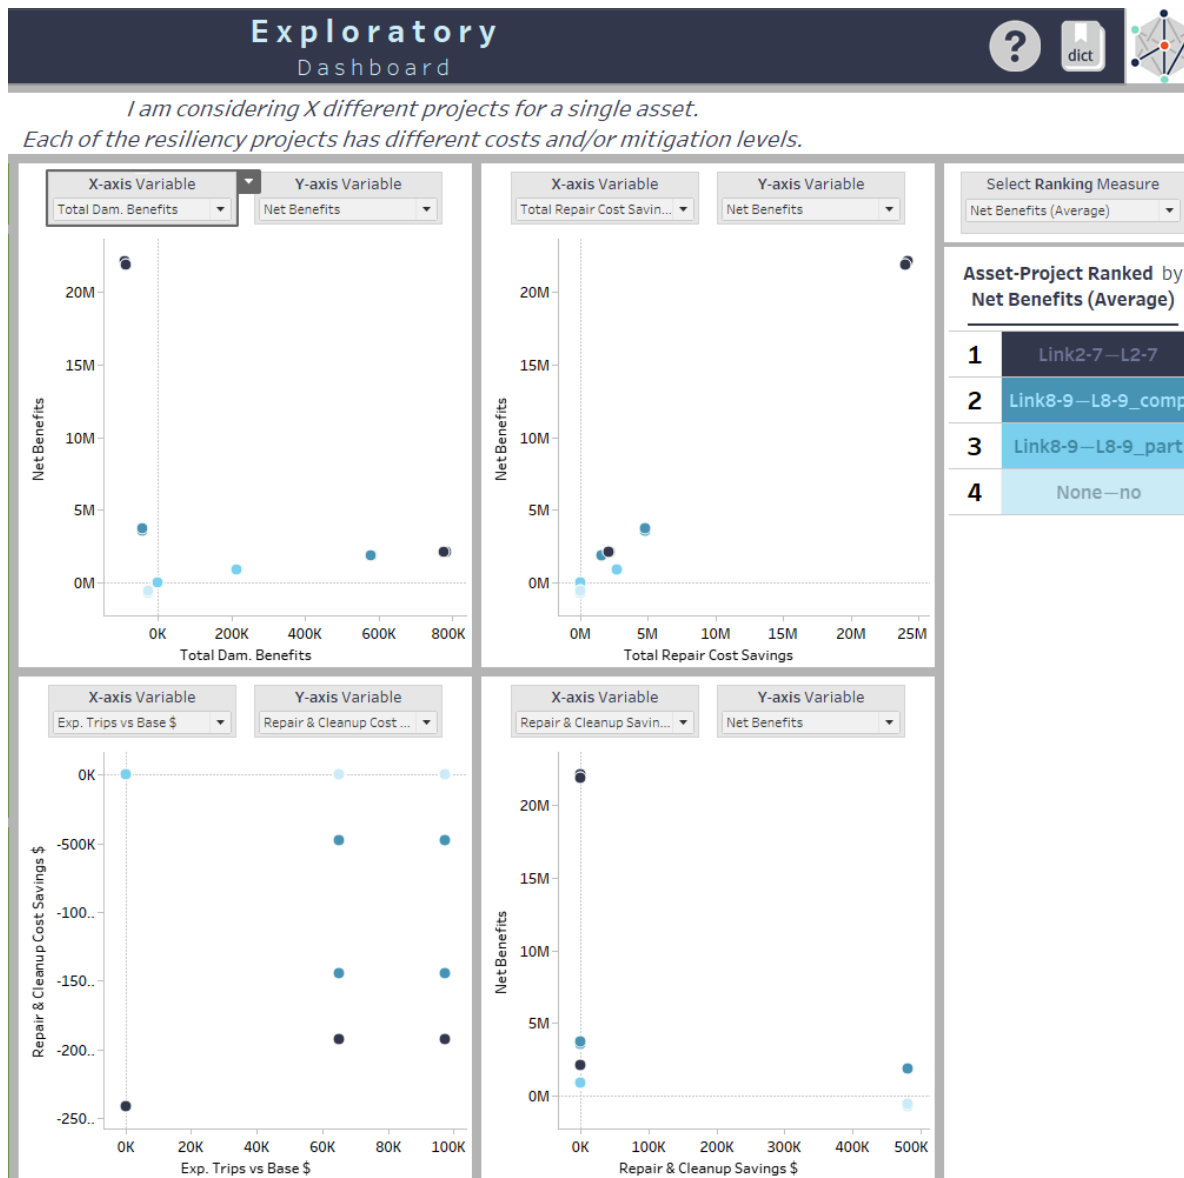 Exploratory
Dashboard
?
dict
I am considering X different projects for a single asset.
Each of the resiliency projects has different costs and/or mitigation levels.
X-axis Variable
Total Dam. Benefits
Y-axis Variable
Net Benefits
20M
15M
10M
5M
0M
Net Benefits
0K 200K 400K 600K 800K
Total Dam. Benefits
X-axis Variable
Total Repair Cost Savin...
Y-axis Variable
Net Benefits
20M
15M
10M
5M
0M
Net Benefits
0M 5M 10M 15M 20M 25M
Total Repair Cost Savings
Select Ranking Measure
Net Benefits (Average)
Asset-Project Ranked by
Net Benefits (Average)
1 Link2-7—L2-7
2 Link8-9—L8-9_comp
3 Link8-9—L8-9_part
4 None—no
X-axis Variable
Exp. Trips vs Base $
Y-axis Variable
Repair & Cleanup Cost ...
0K
-500K
-100..
-150..
-200..
-250..
Repair & Cleanup Cost Savings $
0K 20K 40K 60K 80K 100K
Exp. Trips vs Base $
X-axis Variable
Repair & Cleanup Savin...
Y-axis Variable
Net Benefits
20M
15M
10M
5M
0M
Net Benefits
0K 100K 200K 300K 400K 500K
Repair & Cleanup Savings $